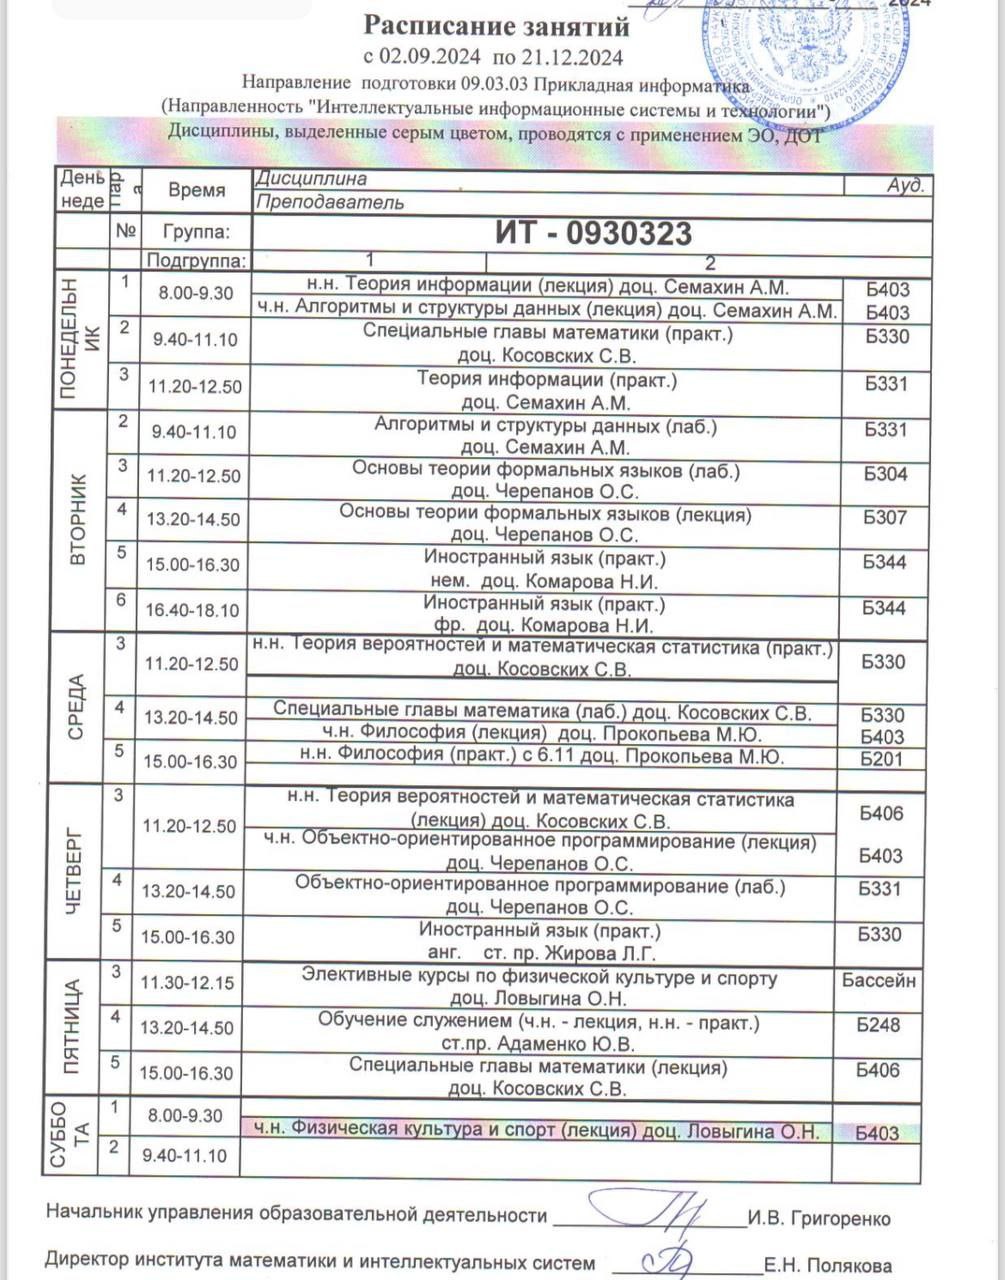 2024
Расписание занятий
с 02.09.2024 по 21.12.2024
Направление подготовки 09.03.03 Прикладная информатика
(Направленность "Интеллектуальные информационные системы и технологии")
Дисциплины, выделенные серым цветом, проводятся с применением ЭО, ДОТ
День неде
Пара
Время
Дисциплина
Ауд.
Преподаватель
№
Группа:
ИТ - 0930323
Подгруппа:
1
2
ПОНЕДЕЛЬНИК
1
8.00-9.30
н.н. Теория информации (лекция) доц. Семахин А.М.
Б403
ч.н. Алгоритмы и структуры данных (лекция) доц. Семахин А.М.
Б403
2
9.40-11.10
Специальные главы математики (практ.)
доц. Косовских С.В.
Б330
3
11.20-12.50
Теория информации (практ.)
доц. Семахин А.М.
Б331
ВТОРНИК
2
9.40-11.10
Алгоритмы и структуры данных (лаб.)
доц. Семахин А.М.
Б331
3
11.20-12.50
Основы теории формальных языков (лаб.)
доц. Черепанов О.С.
Б304
4
13.20-14.50
Основы теории формальных языков (лекция)
доц. Черепанов О.С.
Б307
5
15.00-16.30
Иностранный язык (практ.)
нем. доц. Комарова Н.И.
Б344
6
16.40-18.10
Иностранный язык (практ.)
фр. доц. Комарова Н.И.
Б344
СРЕДА
3
11.20-12.50
н.н. Теория вероятностей и математическая статистика (практ.)
доц. Косовских С.В.
Б330
4
13.20-14.50
Специальные главы математика (лаб.) доц. Косовских С.В.
Б330
ч.н. Философия (лекция) доц. Прокопьева М.Ю.
Б403
5
15.00-16.30
н.н. Философия (практ.) с 6.11 доц. Прокопьева М.Ю.
Б201
ЧЕТВЕРГ
3
11.20-12.50
н.н. Теория вероятностей и математическая статистика
(лекция) доц. Косовских С.В.
Б406
ч.н. Объектно-ориентированное программирование (лекция)
доц. Черепанов О.С.
Б403
4
13.20-14.50
Объектно-ориентированное программирование (лаб.)
доц. Черепанов О.С.
Б331
5
15.00-16.30
Иностранный язык (практ.)
анг. ст. пр. Жирова Л.Г.
Б330
ПЯТНИЦА
3
11.30-12.15
Элективные курсы по физической культуре и спорту
доц. Ловыгина О.Н.
Бассейн
4
13.20-14.50
Обучение служением (ч.н. - лекция, н.н. - практ.)
ст.пр. Адаменко Ю.В.
Б248
5
15.00-16.30
Специальные главы математики (лекция)
доц. Косовских С.В.
Б406
СУББОТА
1
8.00-9.30
ч.н. Физическая культура и спорт (лекция) доц. Ловыгина О.Н.
Б403
2
9.40-11.10
Начальник управления образовательной деятельности И.В. Григоренко
Директор института математики и интеллектуальных систем Е.Н. Полякова